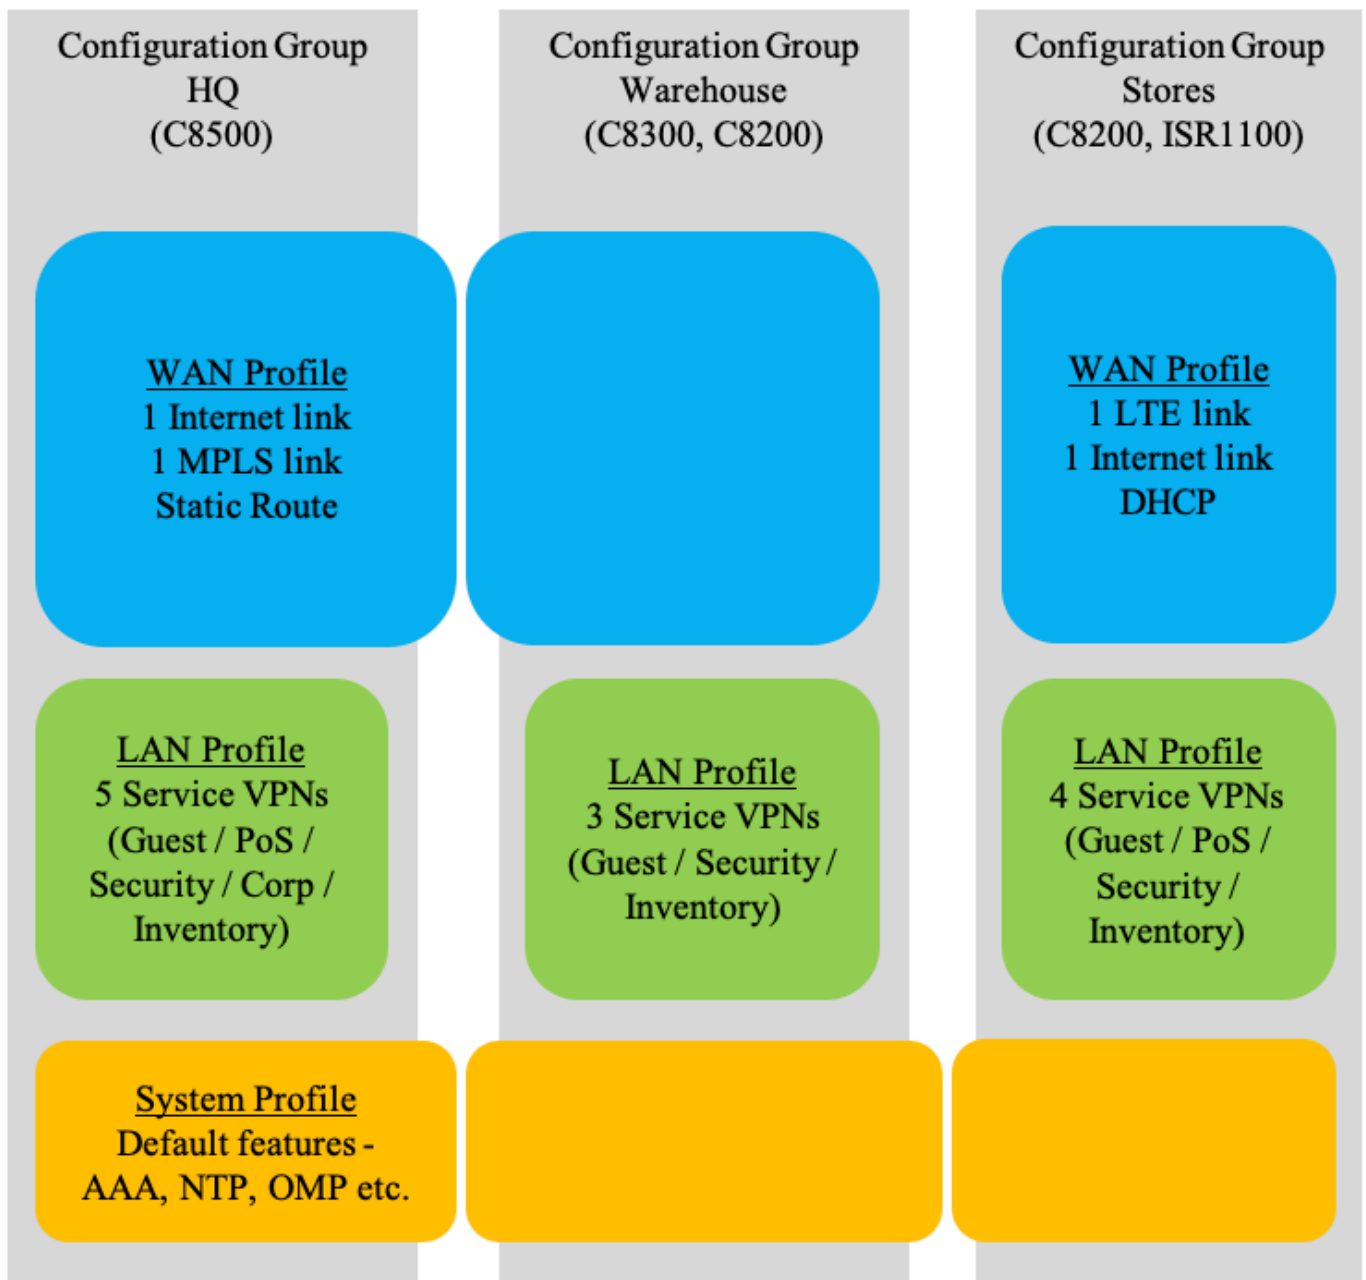 Configuration Group
HQ
(C8500)
Configuration Group
Warehouse
(C8300, C8200)
Configuration Group
Stores
(C8200, ISR1100)
WAN Profile
1 Internet link
1 MPLS link
Static Route
WAN Profile
1 LTE link
1 Internet link
DHCP
LAN Profile
5 Service VPNs
(Guest / PoS /
Security / Corp /
Inventory)
LAN Profile
3 Service VPNs
(Guest / Security /
Inventory)
LAN Profile
4 Service VPNs
(Guest / PoS /
Security /
Inventory)
System Profile
Default features -
AAA, NTP, OMP etc.